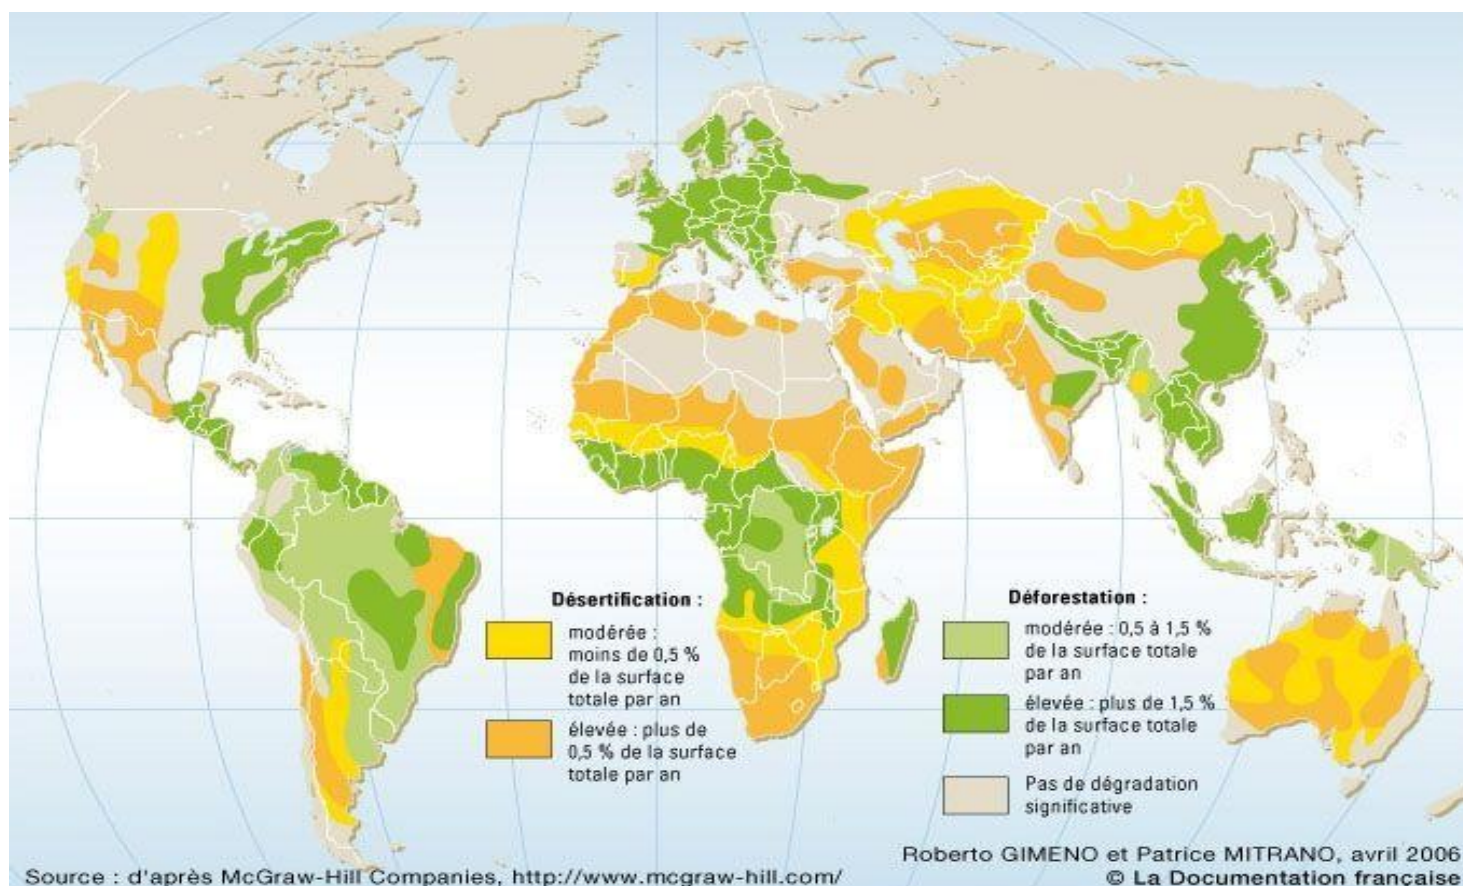 Désertification :
modérée :
moins de 0,5 %
de la surface
totale par an
élevée : plus de
0,5 % de la surface
totale par an
Déforestation :
modérée : 0,5 à 1,5 %
de la surface totale
par an
élevée : plus de 1,5 %
de la surface totale
par an
Pas de dégradation
significative
Roberto GIMENO et Patrice MITRANO, avril 2006
Source : d'après McGraw-Hill Companies, http://www.mcgraw-hill.com/
© La Documentation française